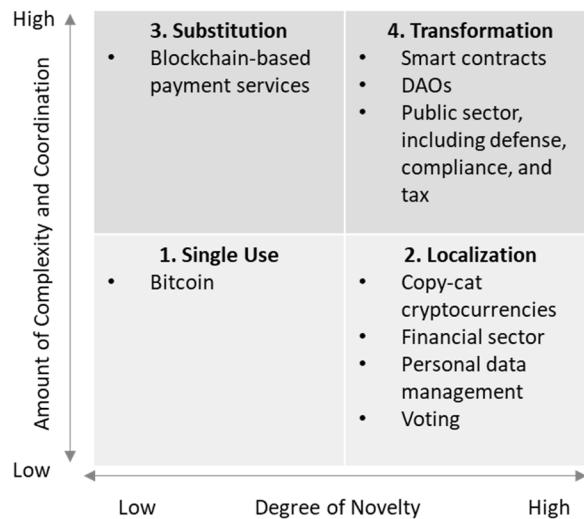 High
Amount of Complexity and Coordination
Low
3. Substitution
• Blockchain-based
payment services
4. Transformation
• Smart contracts
• DAOs
• Public sector,
including defense,
compliance, and
tax
1. Single Use
• Bitcoin
2. Localization
• Copy-cat
cryptocurrencies
• Financial sector
• Personal data
management
• Voting
Low
Degree of Novelty
High